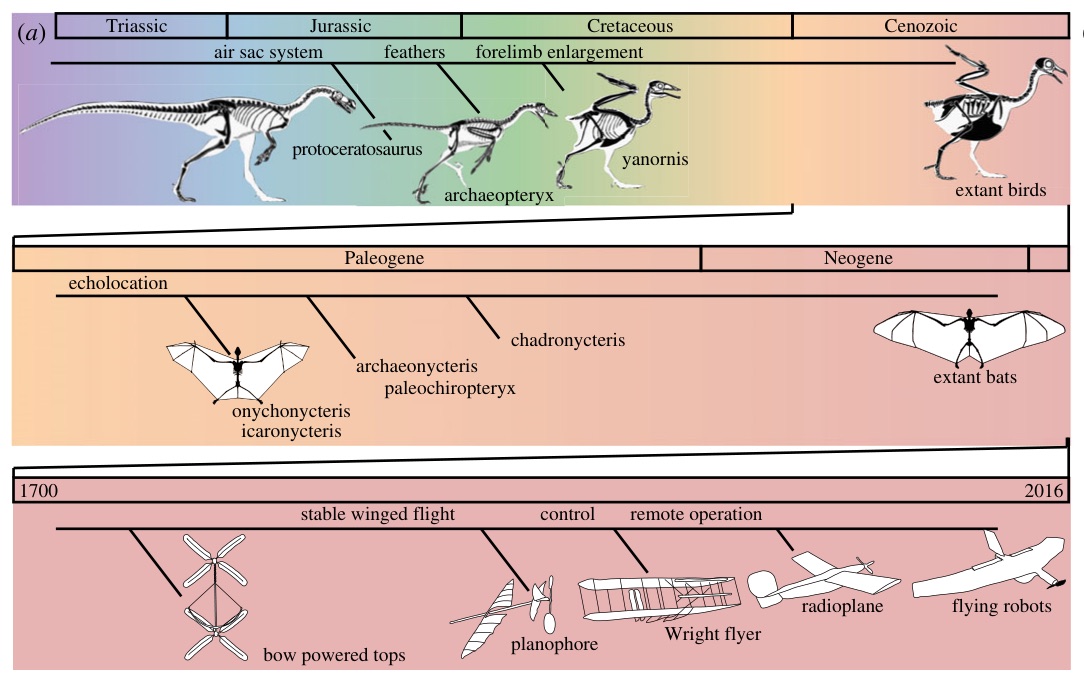 (a)
Triassic Jurassic Cretaceous Cenozoic
air sac system feathers forelimb enlargement
protoceratosaurus
yanornis
archaeopteryx
extant birds
Paleogene Neogene
echolocation
chadronycteris
archaeonycteris
paleochiropteryx
extant bats
onychonycteris
icaronycteris
1700 2016
stable winged flight control remote operation
radioplane
flying robots
Wright flyer
planophore
bow powered tops